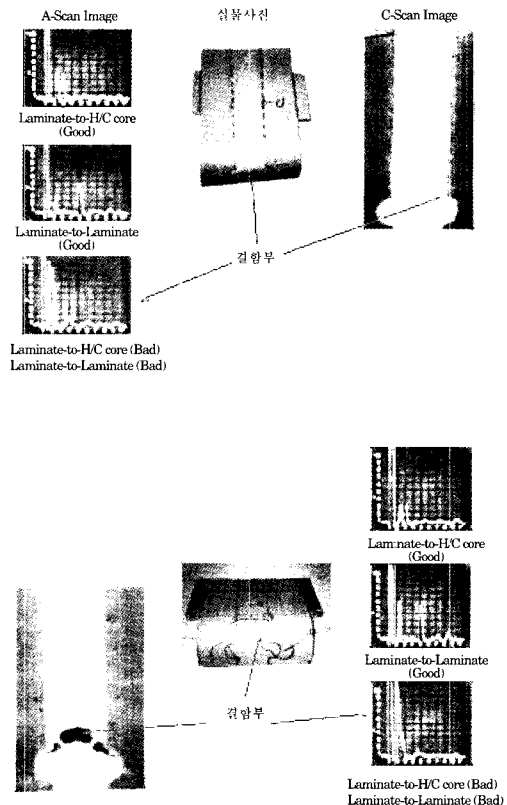 A-Scan Image
실물사진
C-Scan Image
Laminate-to-H/C core
(Good)
Laminate-to-Laminate
(Good)
결함부
Laminate-to-H/C core (Bad)
Laminate-to-Laminate (Bad)
Laminate-to-H/C core
(Good)
Laminate-to-Laminate
(Good)
결함부
Laminate-to-H/C core (Bad)
Laminate-to-Laminate (Bad)